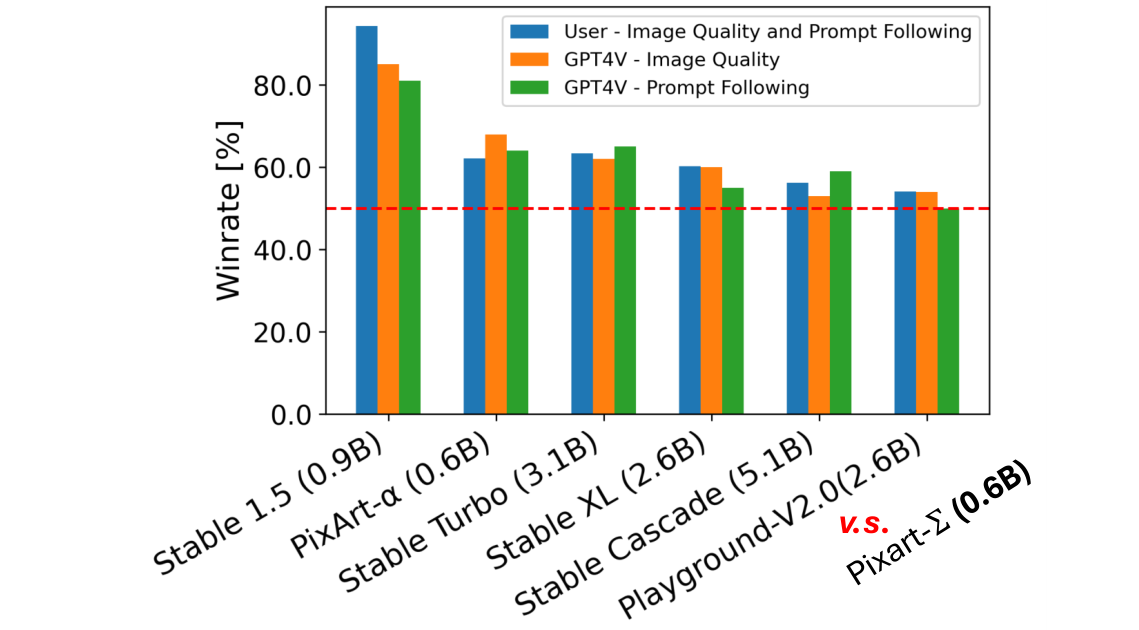 User - Image Quality and Prompt Following
GPT4V - Image Quality
GPT4V - Prompt Following
Winrate [%]
80.0
60.0
40.0
20.0
0.0
Stable 1.5 (0.9B)
PixArt-α (0.6B)
Stable Turbo (3.1B)
Stable XL (2.6B)
Stable Cascade (5.1B)
Playground-V2.0(2.6B)
v.s.
Pixart-Σ (0.6B)